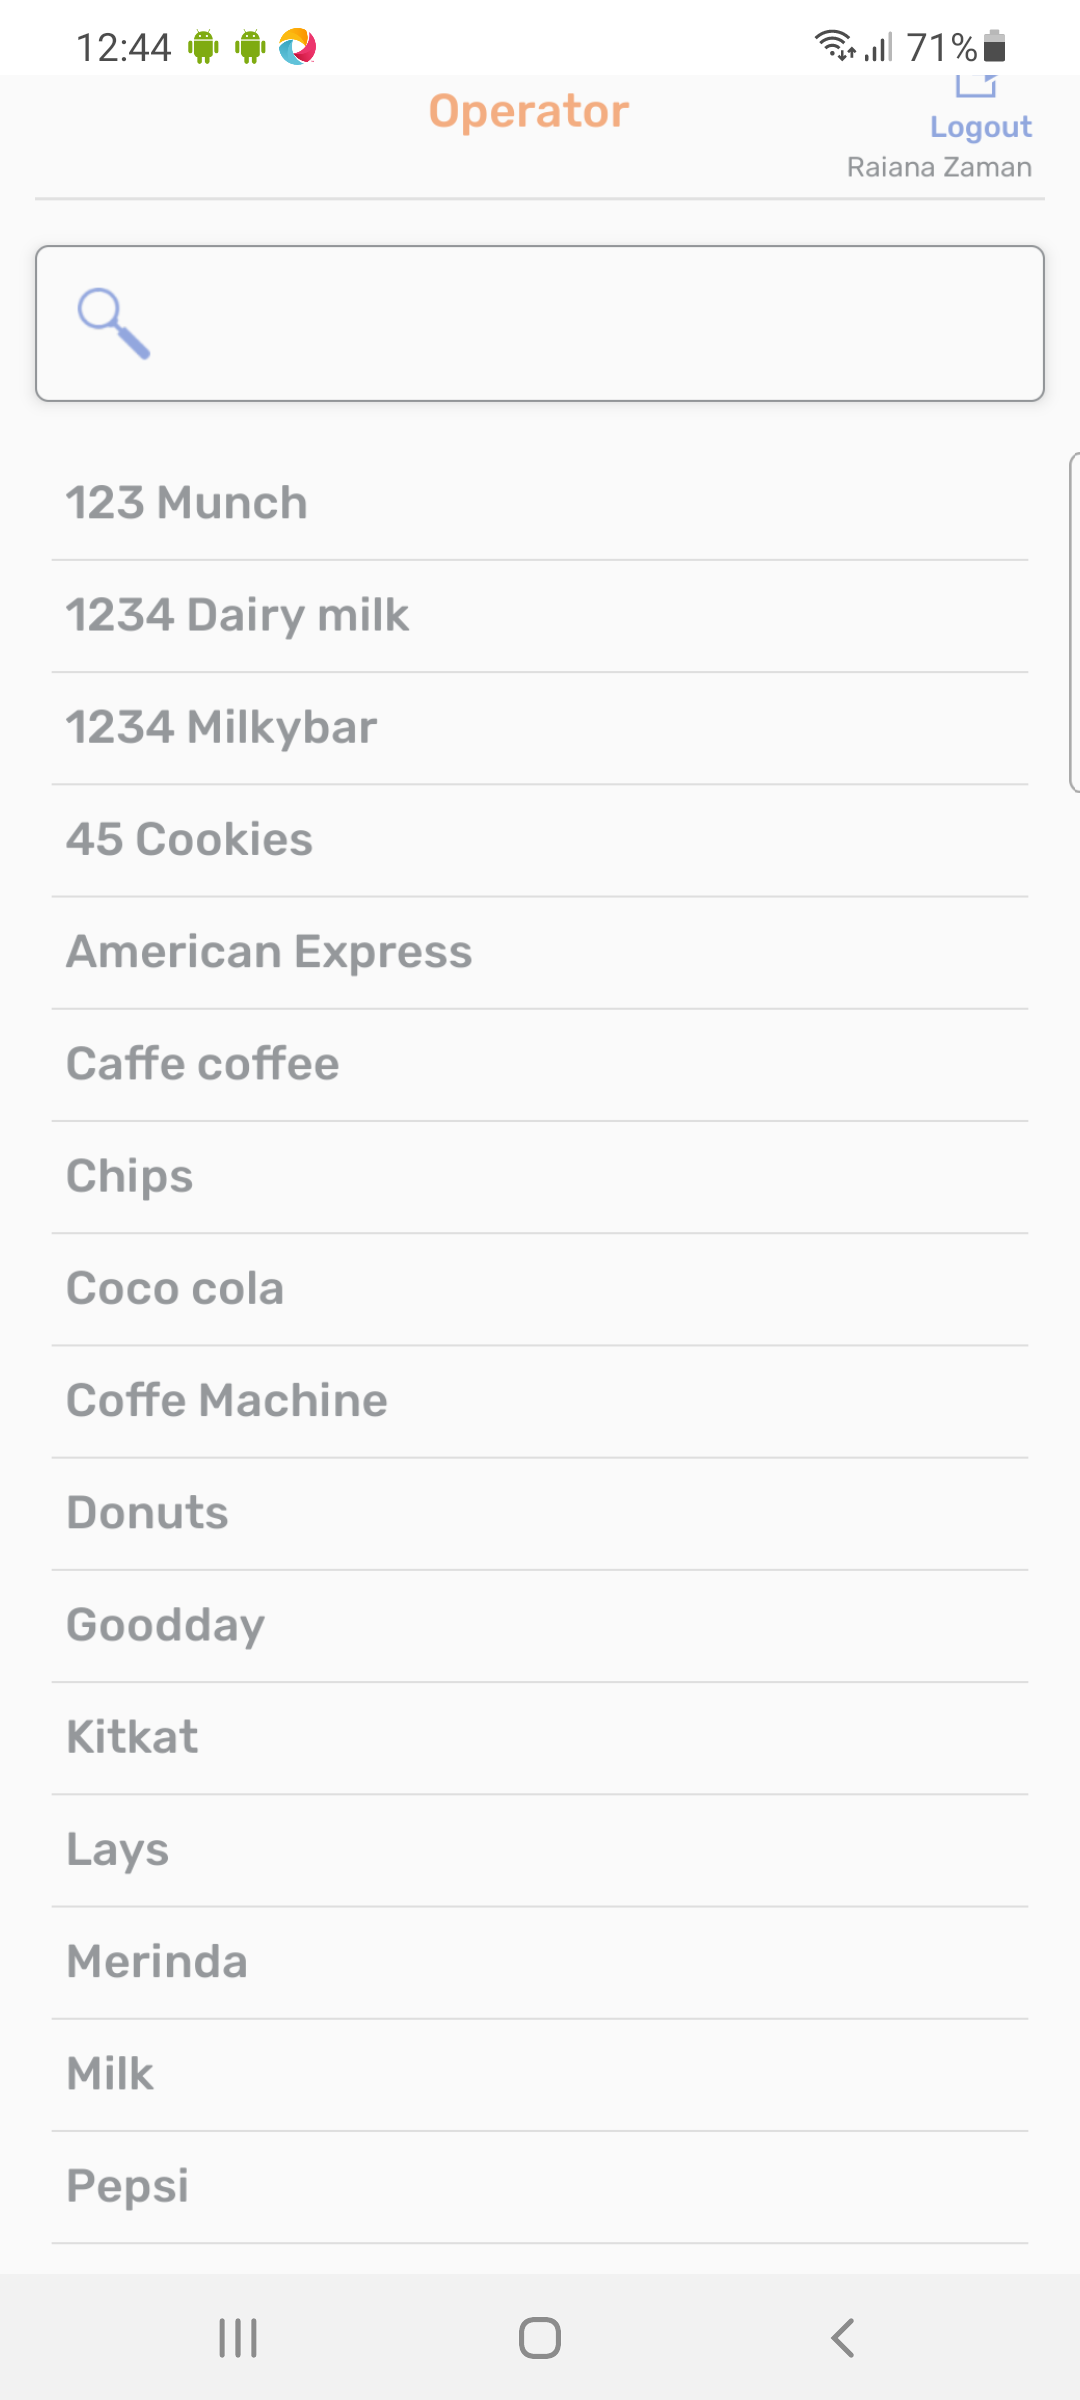 12:44
71%
Operator
Logout
Raiana Zaman
123 Munch
1234 Dairy milk
1234 Milkybar
45 Cookies
American Express
Caffe coffee
Chips
Coco cola
Coffe Machine
Donuts
Goodday
Kitkat
Lays
Merinda
Milk
Pepsi